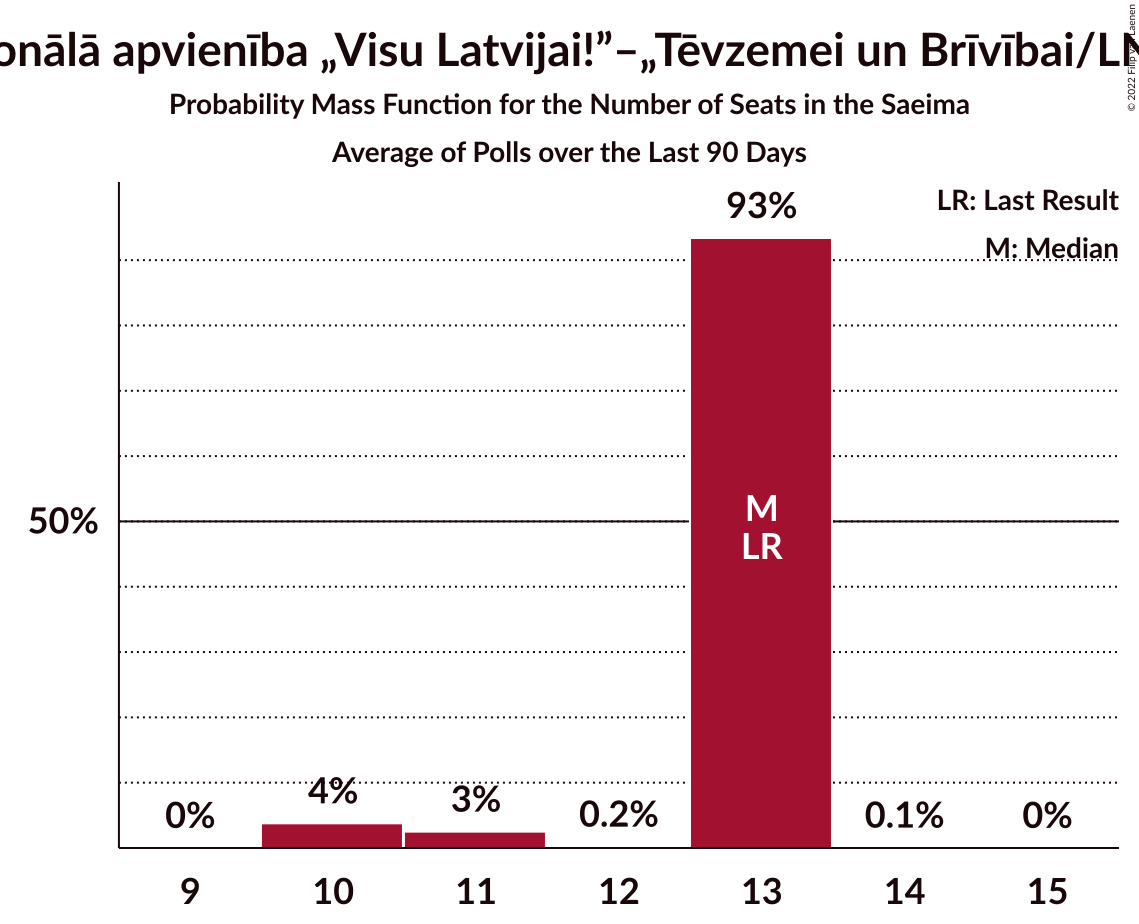 onālā apvienība „Visu Latvijai!”–„Tēvzemei un Brīvībai/LN
Probability Mass Function for the Number of Seats in the Saeima
Average of Polls over the Last 90 Days
© 2022 Filip Laenen
LR: Last Result
M: Median
93%
50%
M
LR
0%
4%
3%
0.2%
0.1%
0%
9
10
11
12
13
14
15